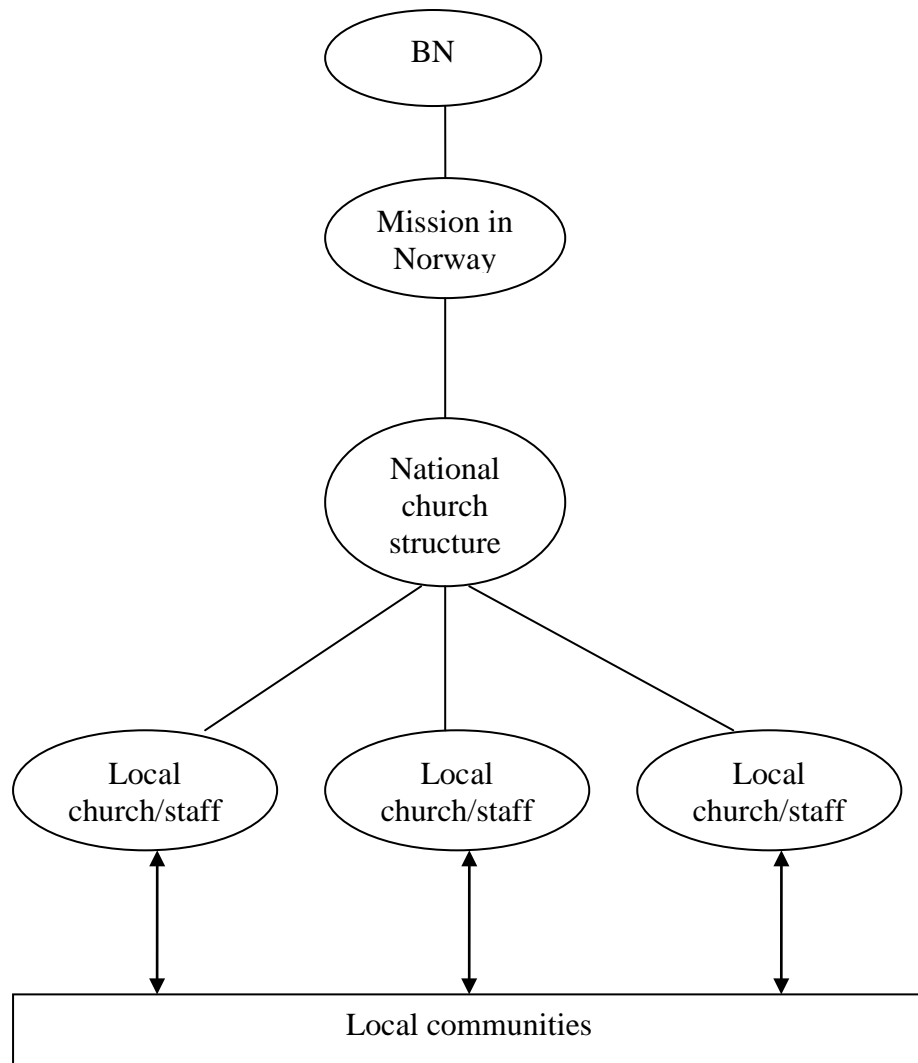 BN
Mission in
Norway
National
church
structure
Local
church/staff
Local
church/staff
Local
church/staff
Local communities